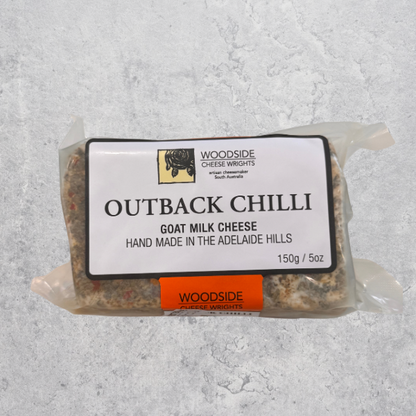 WOODSIDE
CHEESE WRIGHTS
artisan cheesemaker
South Australia
OUTBACK CHILLI
GOAT MILK CHEESE
HAND MADE IN THE ADELAIDE HILLS
150g / 5oz
WOODSIDE
CHEESE WRIGHTS
K CHILLI